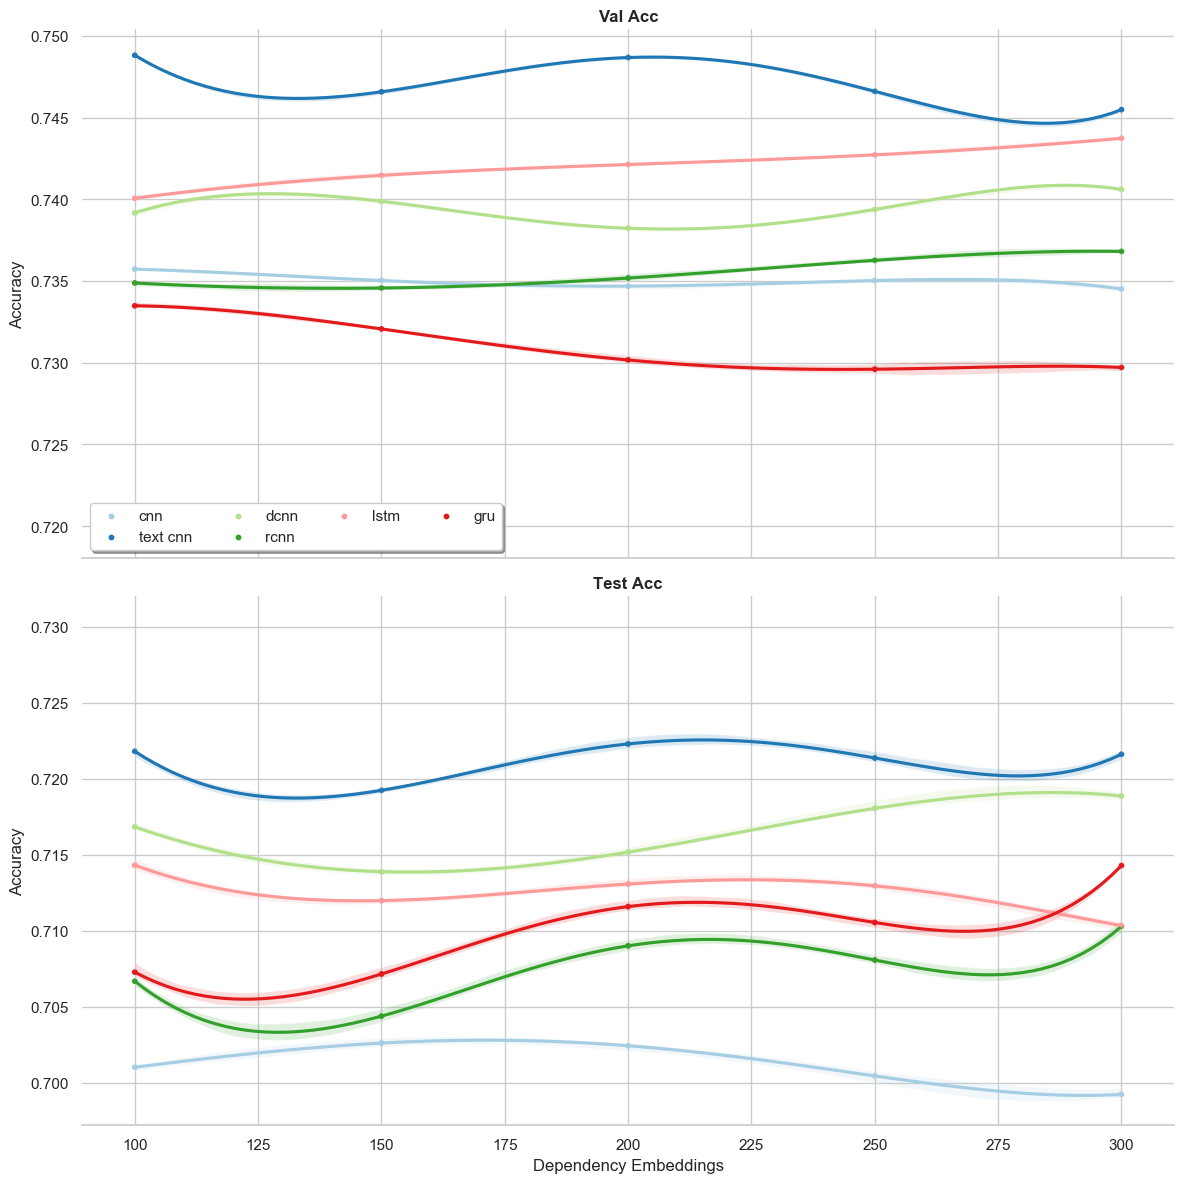 Val Acc
0.750
0.745
0.740
0.735
0.730
0.725
0.720
Accuracy
cnn dcnn lstm gru
text cnn rcnn
Test Acc
0.730
0.725
0.720
0.715
0.710
0.705
0.700
Accuracy
100 125 150 175 200 225 250 275 300
Dependency Embeddings